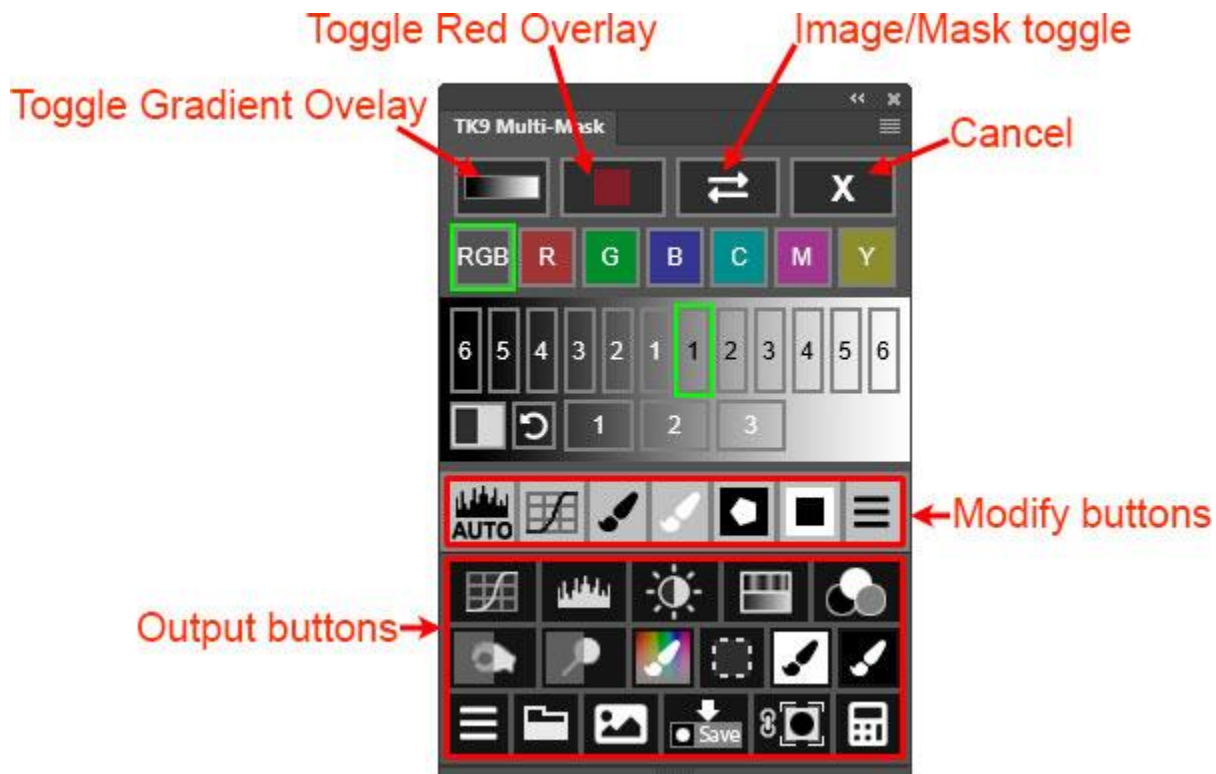 Toggle Red Overlay
Image/Mask toggle
Toggle Gradient Ovelay
TK9 Multi-Mask
Cancel
X
RGB R G B C M Y
6 5 4 3 2 1 1 2 3 4 5 6
1 2 3
AUTO
Modify buttons
Output buttons
Save